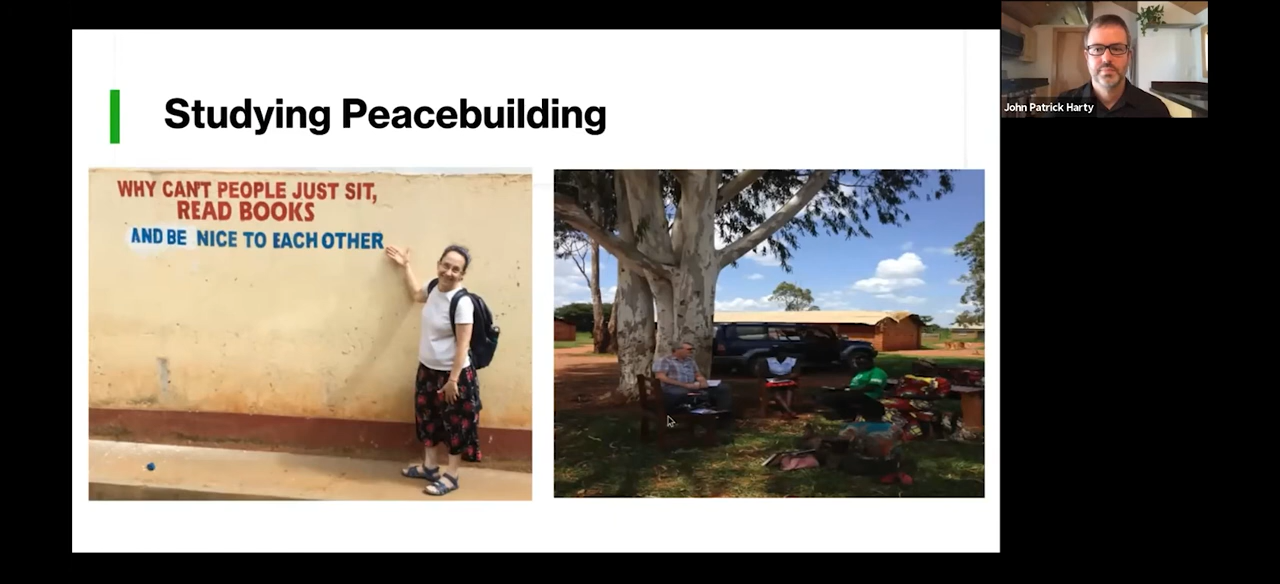 Studying Peacebuilding
WHY CAN'T PEOPLE JUST SIT,
READ BOOKS
AND BE NICE TO EACH OTHER
John Patrick Harty